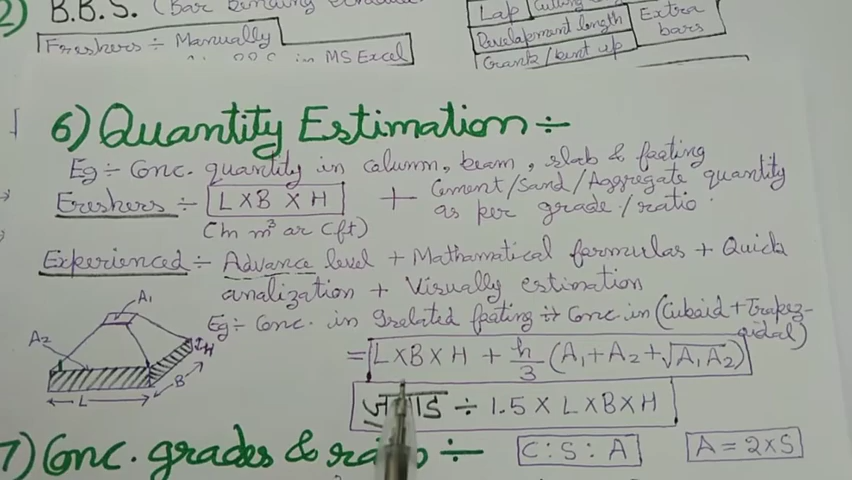 2) B.B.S. (Bar bending
Freshers ÷ Manually
in MS Excel
Lap
Development length
Crank/bent up
Extra bars
6) Quantity Estimation ÷
Eg ÷ Conc. quantity in column, beam, slab & footing
Freshers ÷ L X B X H + Cement/Sand/Aggregate quantity
(In m³ or Cft) as per grade/ratio.
Experienced ÷ Advance level + Mathamatical formulas + Quick
analization + Visually estimation
Eg ÷ Conc. in Isolated footing ÷ Conc in (Cuboid + Trapezoidal)
= L X B X H + h/3 (A₁ + A₂ + √A₁ A₂)
÷ 1.5 X L X B X H
A₁
A₂
H
B
L
7) Conc. grades & ratio ÷ C : S : A A = 2 X S